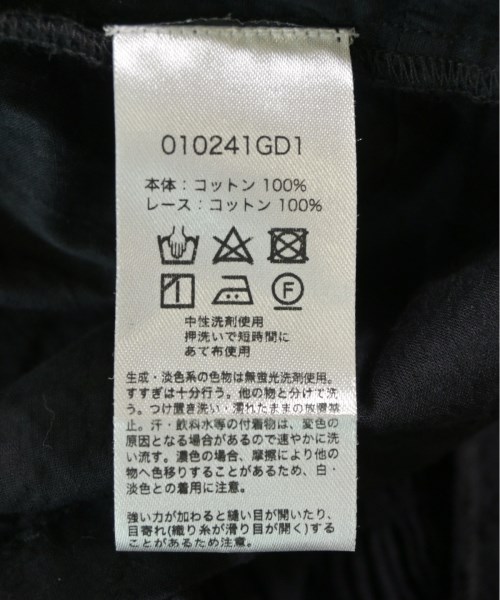 010241GD1
本体：コットン 100%
レース：コットン 100%
F
中性洗剤使用
押洗いで短時間に
あて布使用
生成・淡色系の色物は無蛍光洗剤使用。
すすぎは十分行う。他の物と分けて洗
う。つけ置き洗い・濡れたままの放置禁
止。汗・飲料水等の付着物は、変色の
原因となる場合があるので速やかに洗
い流す。濃色の場合、摩擦により他の
物へ色移りすることがあるため、白・
淡色との着用に注意。
強い力が加わると縫い目が開いたり、
目寄れ(織り糸が滑り目が開く)する
ことがあるため注意。